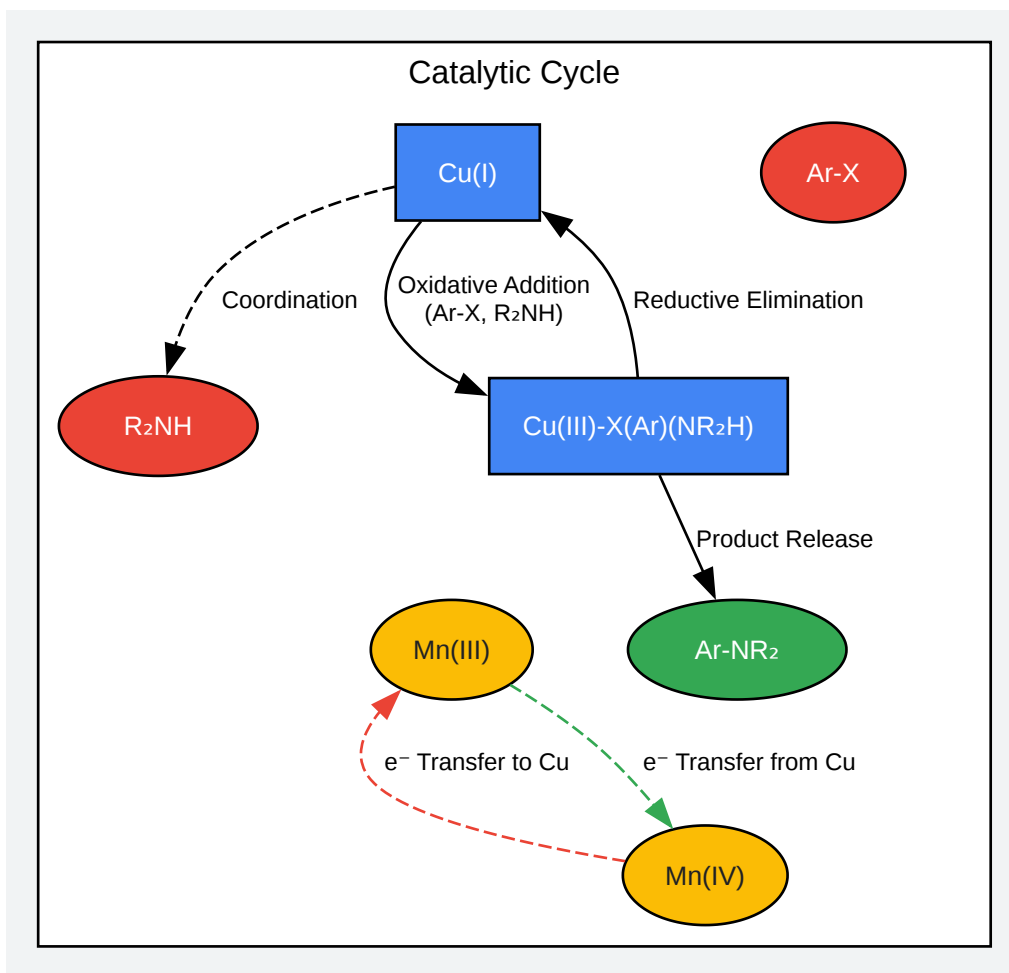 Catalytic Cycle
Cu(I)
Ar-X
Coordination
Oxidative Addition
(Ar-X, R₂NH)
Reductive Elimination
R₂NH
Cu(III)-X(Ar)(NR₂H)
Product Release
Mn(III)
Ar-NR₂
e⁻ Transfer to Cu
e⁻ Transfer from Cu
Mn(IV)